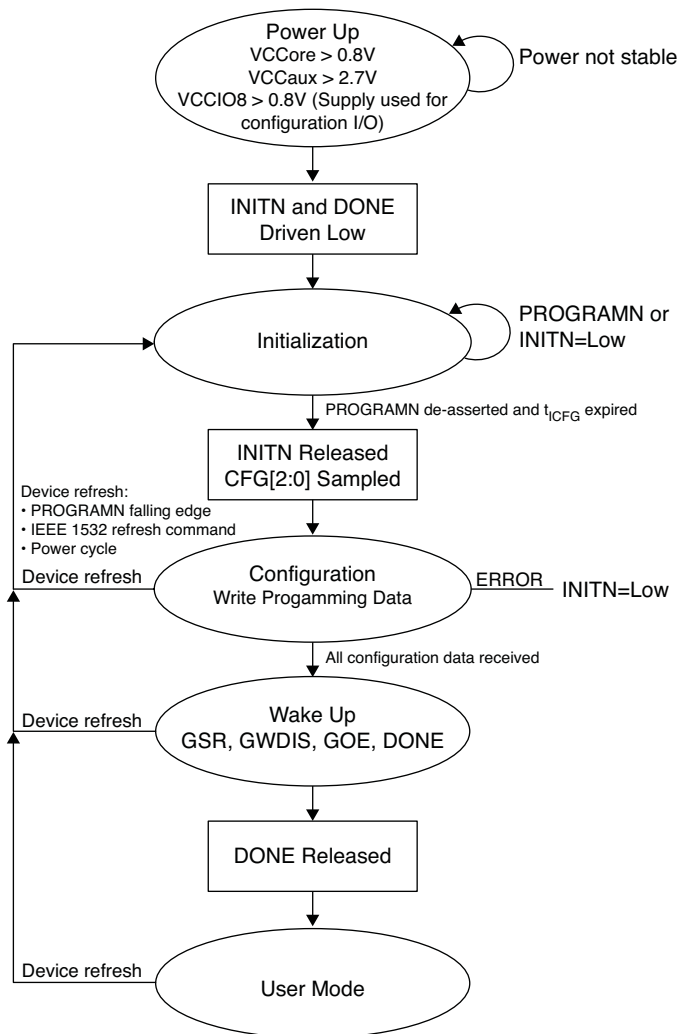 Power Up
VCCore > 0.8V
VCCaux > 2.7V
VCCIO8 > 0.8V (Supply used for
configuration I/O)
Power not stable
INITN and DONE
Driven Low
Initialization
PROGRAMN or
INITN=Low
PROGRAMN de-asserted and tICFG expired
INITN Released
CFG[2:0] Sampled
Device refresh:
• PROGRAMN falling edge
• IEEE 1532 refresh command
• Power cycle
Device refresh
Configuration
Write Progamming Data
ERROR
INITN=Low
All configuration data received
Device refresh
Wake Up
GSR, GWDIS, GOE, DONE
DONE Released
Device refresh
User Mode